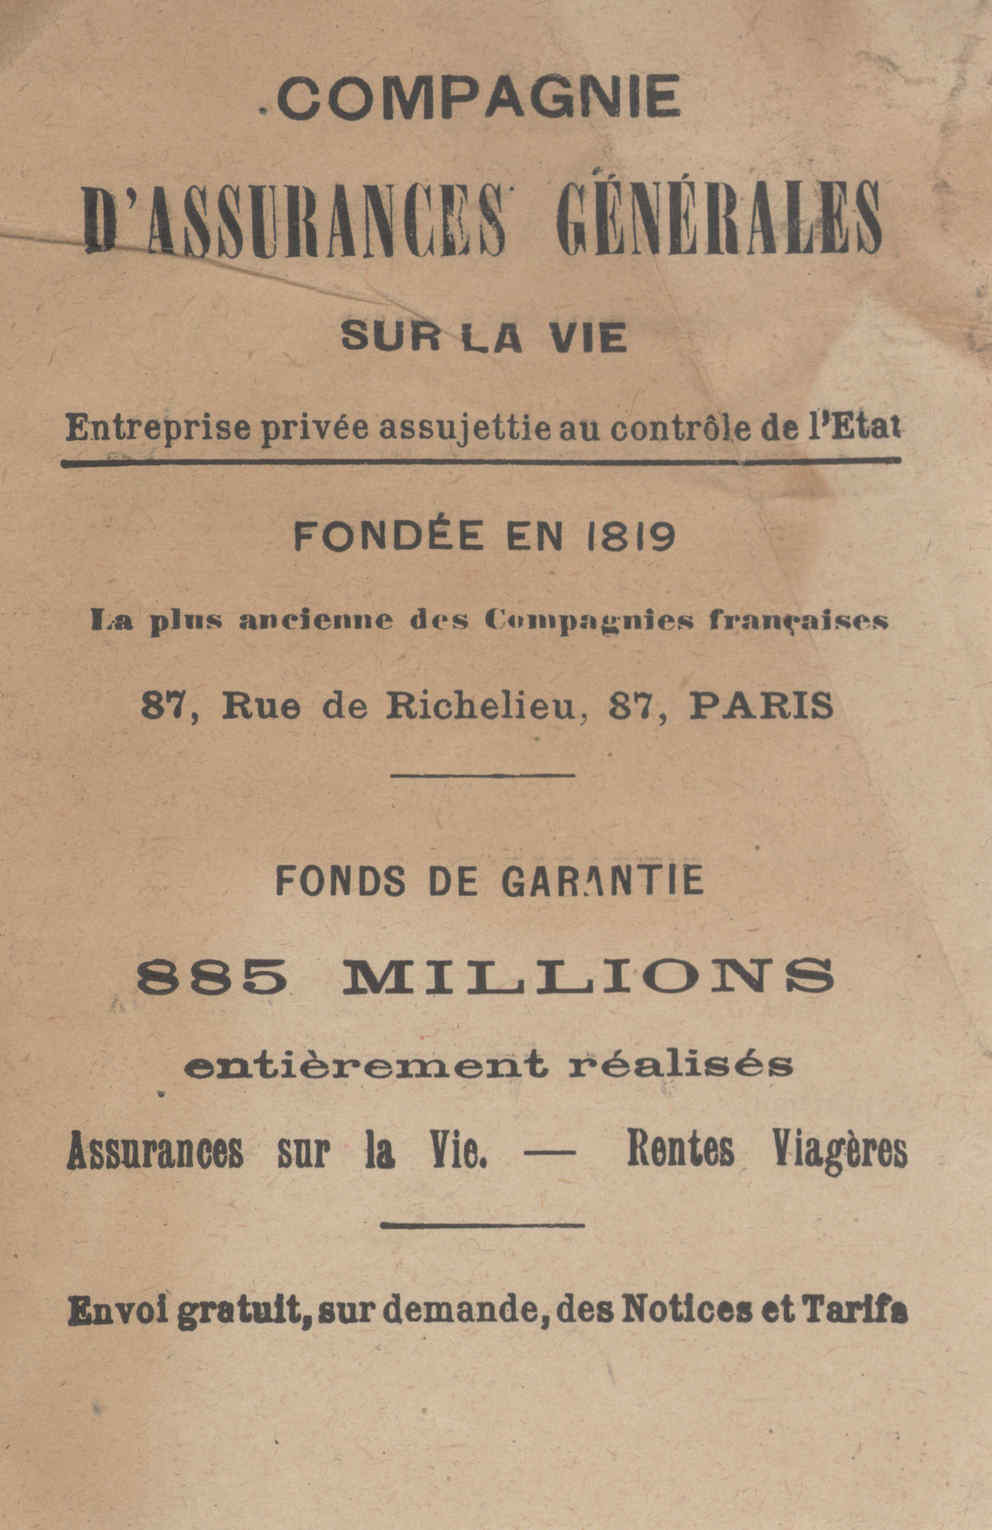 COMPAGNIE
D'ASSURANCES GÉNÉRALES
SUR LA VIE
Entreprise privée assujettie au contrôle de l'Etat
FONDÉE EN 1819
La plus ancienne des Compagnies françaises
87, Rue de Richelieu, 87, PARIS
FONDS DE GARANTIE
885 MILLIONS
entièrement réalisés
Assurances sur la Vie. — Rentes Viagères
Envoi gratuit, sur demande, des Notices et Tarifs